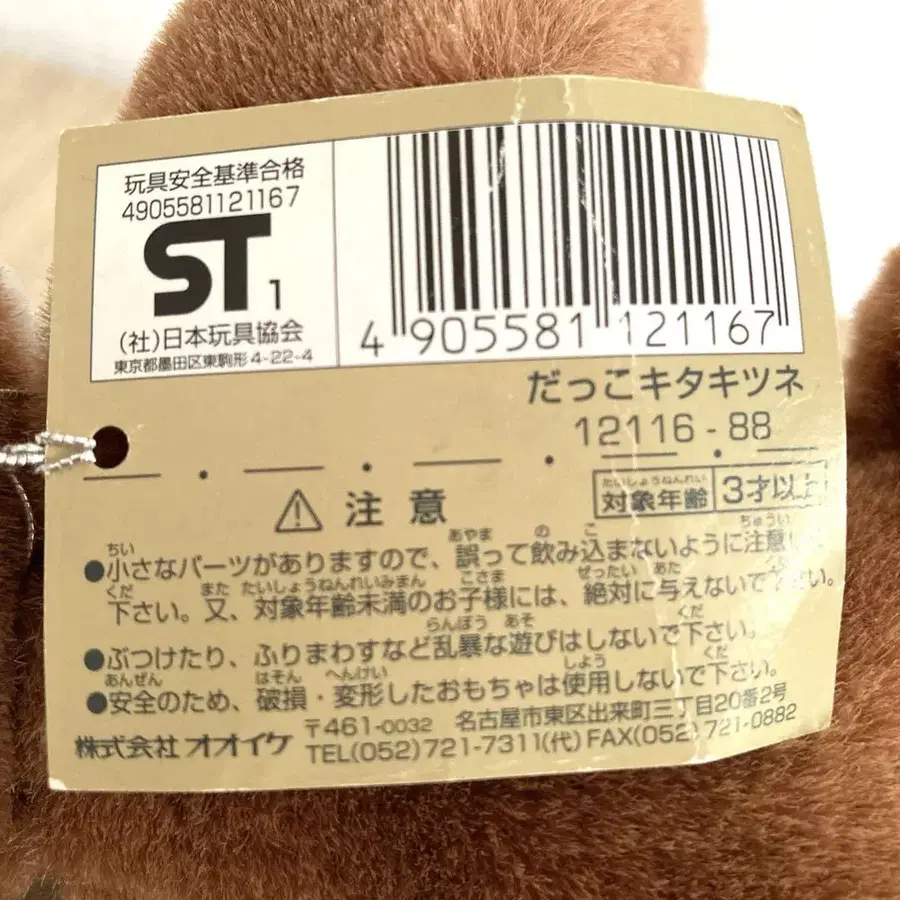 玩具安全基準合格
4905581121167
ST 1
(社)日本玩具協会
東京都墨田区東駒形4-22-4
4 905581 121167
だっこキタキツネ
12116-88
たいしょうねんれい
対象年齢 3才以上
⚠ 注意
ちい あやま の こ ちゅうい
●小さなパーツがありますので、誤って飲み込まないように注意し
くだ また たいしょうねんれいみまん こさま ぜったい あた
下さい。又、対象年齢未満のお子様には、絶対に与えないで下さい。
らんぼう あそ くだ
●ぶつけたり、ふりまわすなど乱暴な遊びはしないで下さい。
あんぜん はそん へんけい しよう くだ
●安全のため、破損・変形したおもちゃは使用しないで下さい。
〒461-0032 名古屋市東区出来町三丁目20番2号
株式会社 オオイケ TEL(052)721-7311(代) FAX(052)721-0882